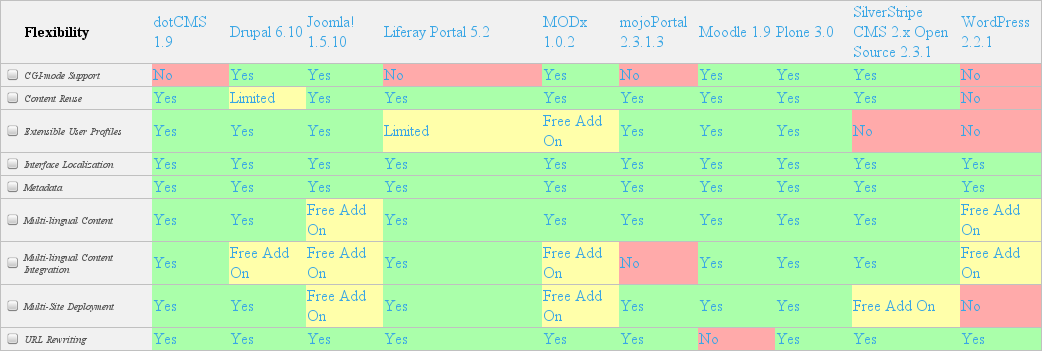 Flexibility dotCMS 1.9 Drupal 6.10 Joomla! 1.5.10 Liferay Portal 5.2 MODx 1.0.2 mojoPortal 2.3.1.3 Moodle 1.9 Plone 3.0 SilverStripe CMS 2.x Open Source 2.3.1 WordPress 2.2.1
CGI-mode Support No Yes Yes No Yes No Yes Yes Yes No
Content Reuse Yes Limited Yes Yes Yes Yes Yes Yes Yes No
Extensible User Profiles Yes Yes Yes Limited Free Add On Yes Yes Yes No No
Interface Localization Yes Yes Yes Yes Yes Yes Yes Yes Yes Yes
Metadata Yes Yes Yes Yes Yes Yes Yes Yes Yes Yes
Multi-lingual Content Yes Yes Free Add On Yes Yes Yes Yes Yes Yes Free Add On
Multi-lingual Content Integration Yes Free Add On Free Add On Yes Free Add On No Yes Yes Yes Free Add On
Multi-Site Deployment Yes Yes Free Add On Yes Free Add On Yes Yes Yes Free Add On No
URL Rewriting Yes Yes Yes Yes Yes Yes No Yes Yes Yes